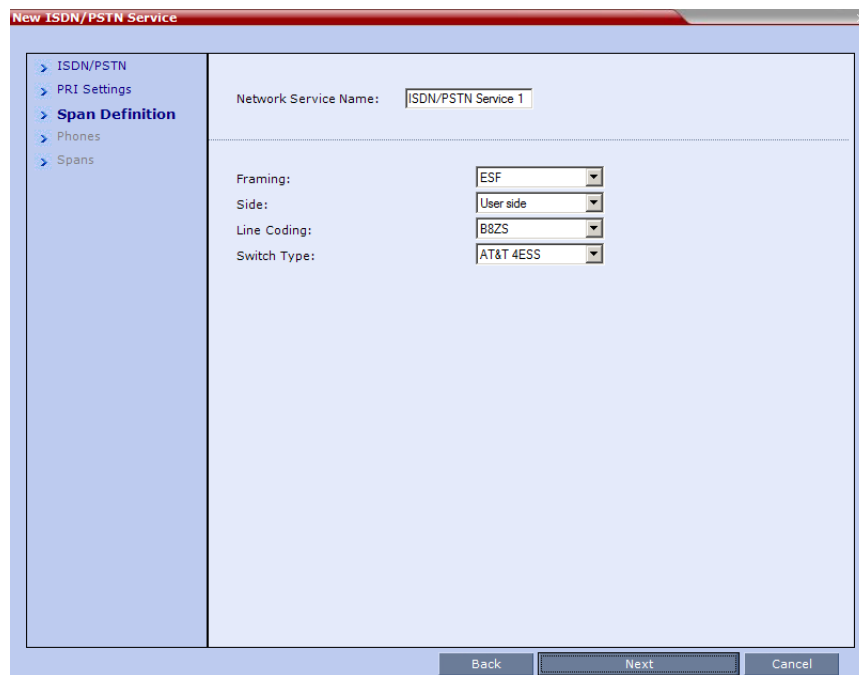 New ISDN/PSTN Service
ISDN/PSTN
PRI Settings
Span Definition
Phones
Spans
Network Service Name: ISDN/PSTN Service 1
Framing: ESF
Side: User side
Line Coding: B8ZS
Switch Type: AT&T 4ESS
Back Next Cancel